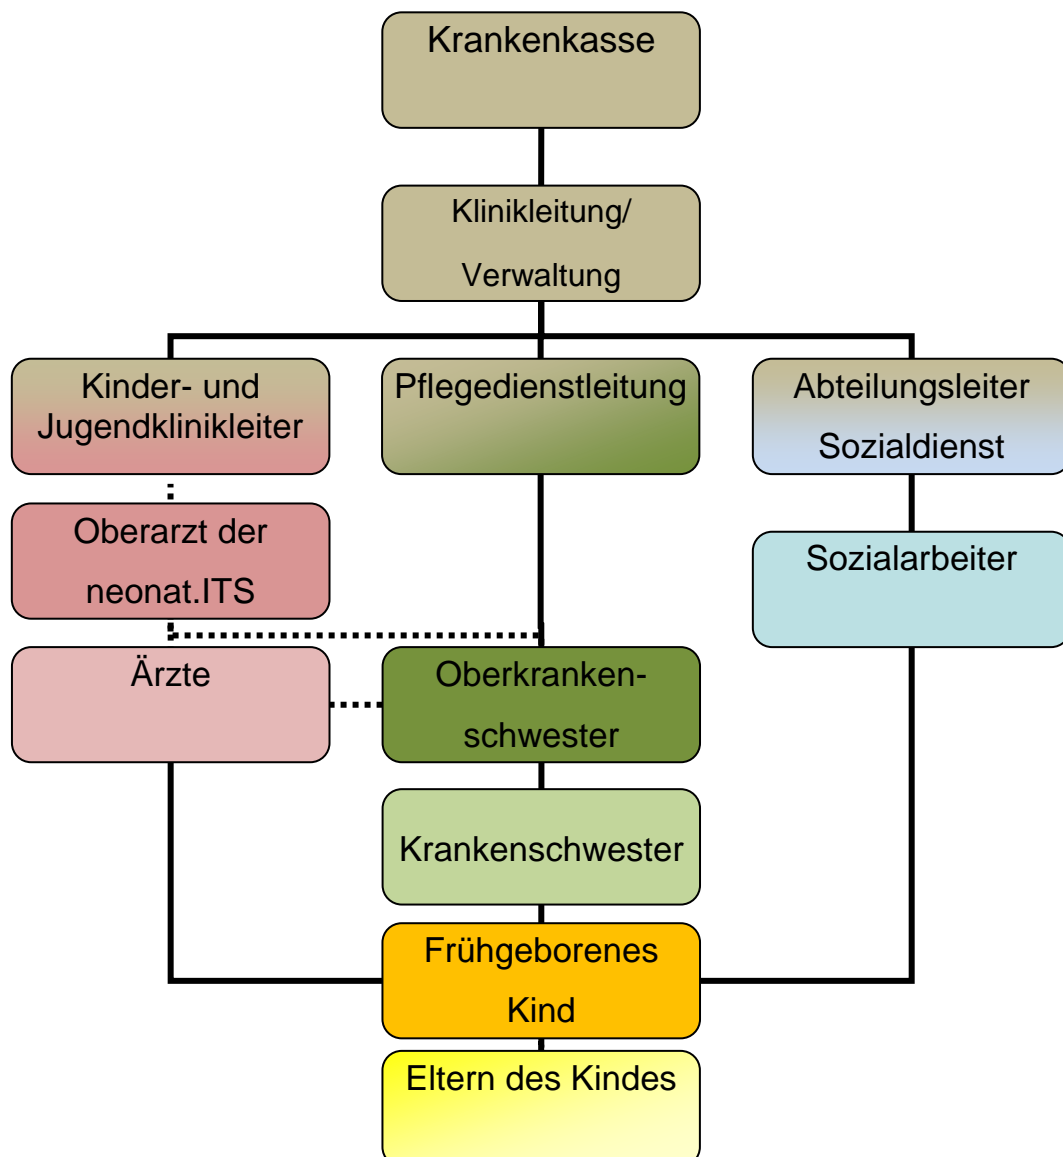 Krankenkasse
Klinikleitung/
Verwaltung
Kinder- und
Jugendklinikleiter
Pflegedienstleitung
Abteilungsleiter
Sozialdienst
Oberarzt der
neonat.ITS
Sozialarbeiter
Ärzte
Oberkranken-
schwester
Krankenschwester
Frühgeborenes
Kind
Eltern des Kindes